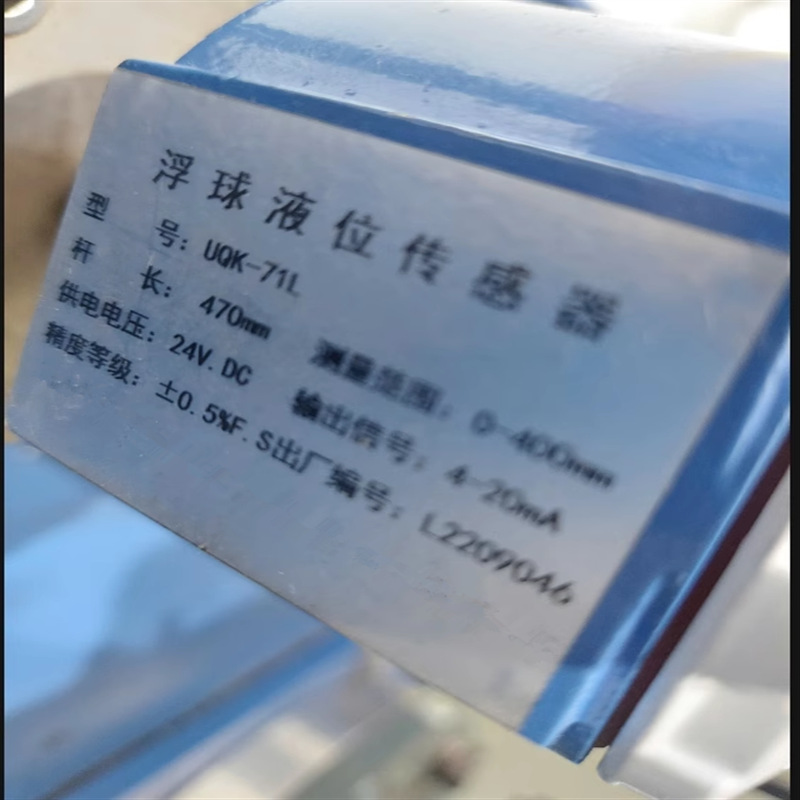 浮球液位传感器
型 号：UQK-71L
杆 长：470mm 测量范围：0-400mm
供电电压：24V.DC 输出信号：4-20mA
精度等级：±0.5%F.S出厂编号：L2209046